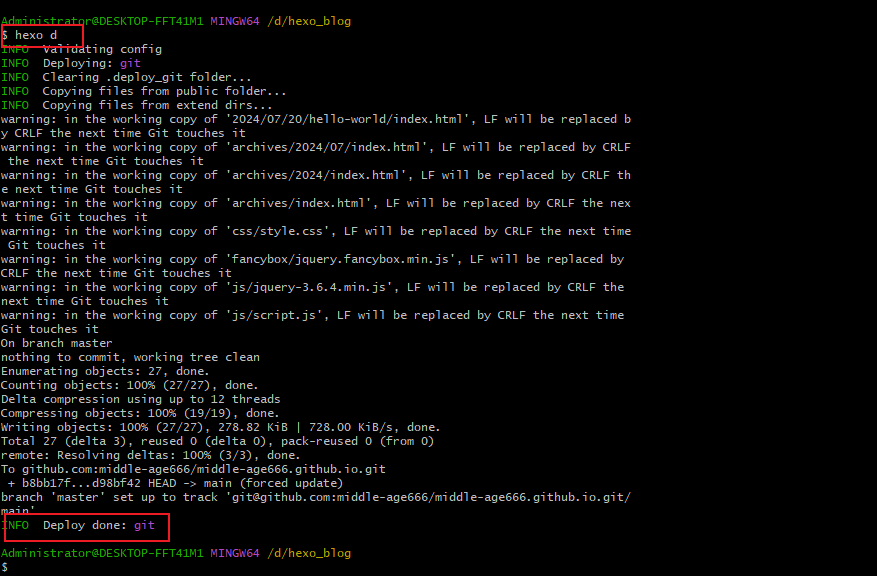 Administrator@DESKTOP-FFT41M1 MINGW64 /d/hexo_blog
$ hexo d
INFO  Validating config
INFO  Deploying: git
INFO  Clearing .deploy_git folder...
INFO  Copying files from public folder...
INFO  Copying files from extend dirs...
warning: in the working copy of '2024/07/20/hello-world/index.html', LF will be replaced b
y CRLF the next time Git touches it
warning: in the working copy of 'archives/2024/07/index.html', LF will be replaced by CRLF
 the next time Git touches it
warning: in the working copy of 'archives/2024/index.html', LF will be replaced by CRLF th
e next time Git touches it
warning: in the working copy of 'archives/index.html', LF will be replaced by CRLF the nex
t time Git touches it
warning: in the working copy of 'css/style.css', LF will be replaced by CRLF the next time
 Git touches it
warning: in the working copy of 'fancybox/jquery.fancybox.min.js', LF will be replaced by
CRLF the next time Git touches it
warning: in the working copy of 'js/jquery-3.6.4.min.js', LF will be replaced by CRLF the
next time Git touches it
warning: in the working copy of 'js/script.js', LF will be replaced by CRLF the next time
Git touches it
On branch master
nothing to commit, working tree clean
Enumerating objects: 27, done.
Counting objects: 100% (27/27), done.
Delta compression using up to 12 threads
Compressing objects: 100% (19/19), done.
Writing objects: 100% (27/27), 278.82 KiB | 728.00 KiB/s, done.
Total 27 (delta 3), reused 0 (delta 0), pack-reused 0 (from 0)
remote: Resolving deltas: 100% (3/3), done.
To github.com:middle-age666/middle-age666.github.io.git
 + b8bb17f...d98bf42 HEAD -> main (forced update)
branch 'master' set up to track 'git@github.com:middle-age666/middle-age666.github.io.git/
main'.
INFO  Deploy done: git
Administrator@DESKTOP-FFT41M1 MINGW64 /d/hexo_blog
$